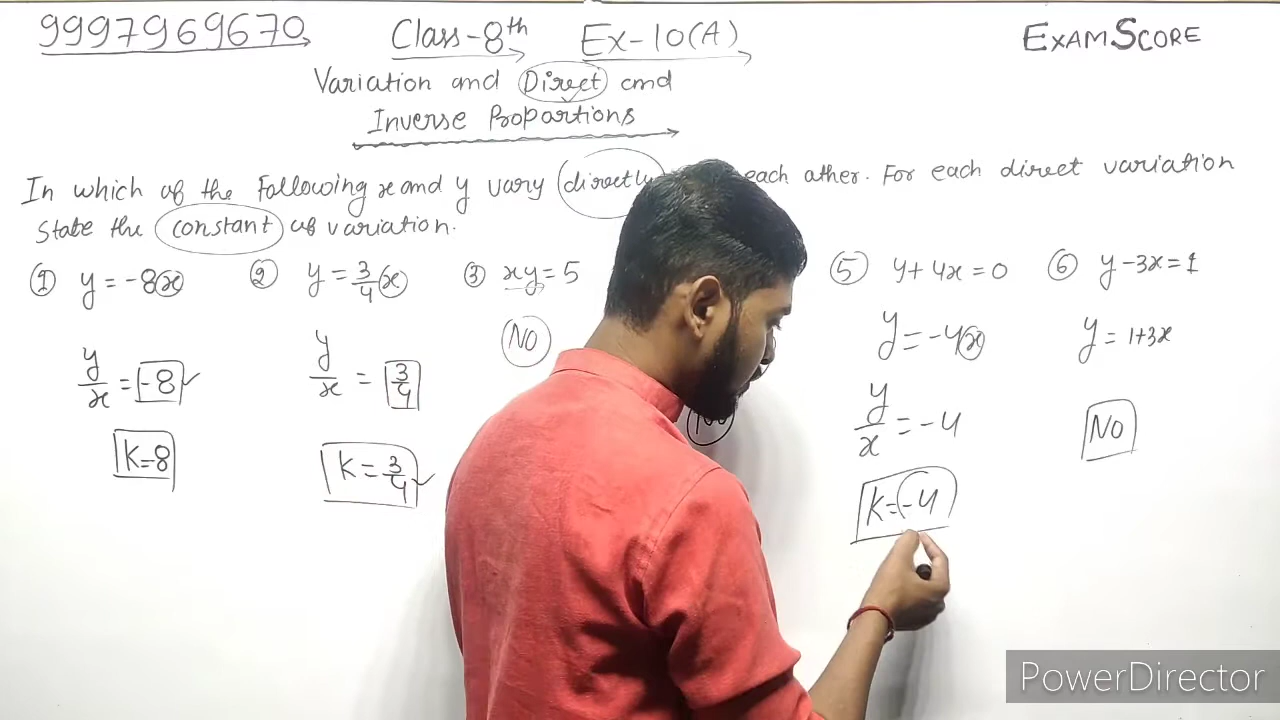 9997969670 Class-8th Ex-10(A) EXAMSCORE
Variation and Direct and
Inverse Proportions
In which of the Following x and y vary directly each other. For each direct variation
State the constant of variation.
① y = -8x ② y = 3/4 x ③ xy = 5 ⑤ y + 4x = 0 ⑥ y - 3x = 1
y/x = -8 y/x = 3/4 No y = -4x y = 1+3x
y/x = -4
K=-8 K = 3/4 K=-4 No
PowerDirector